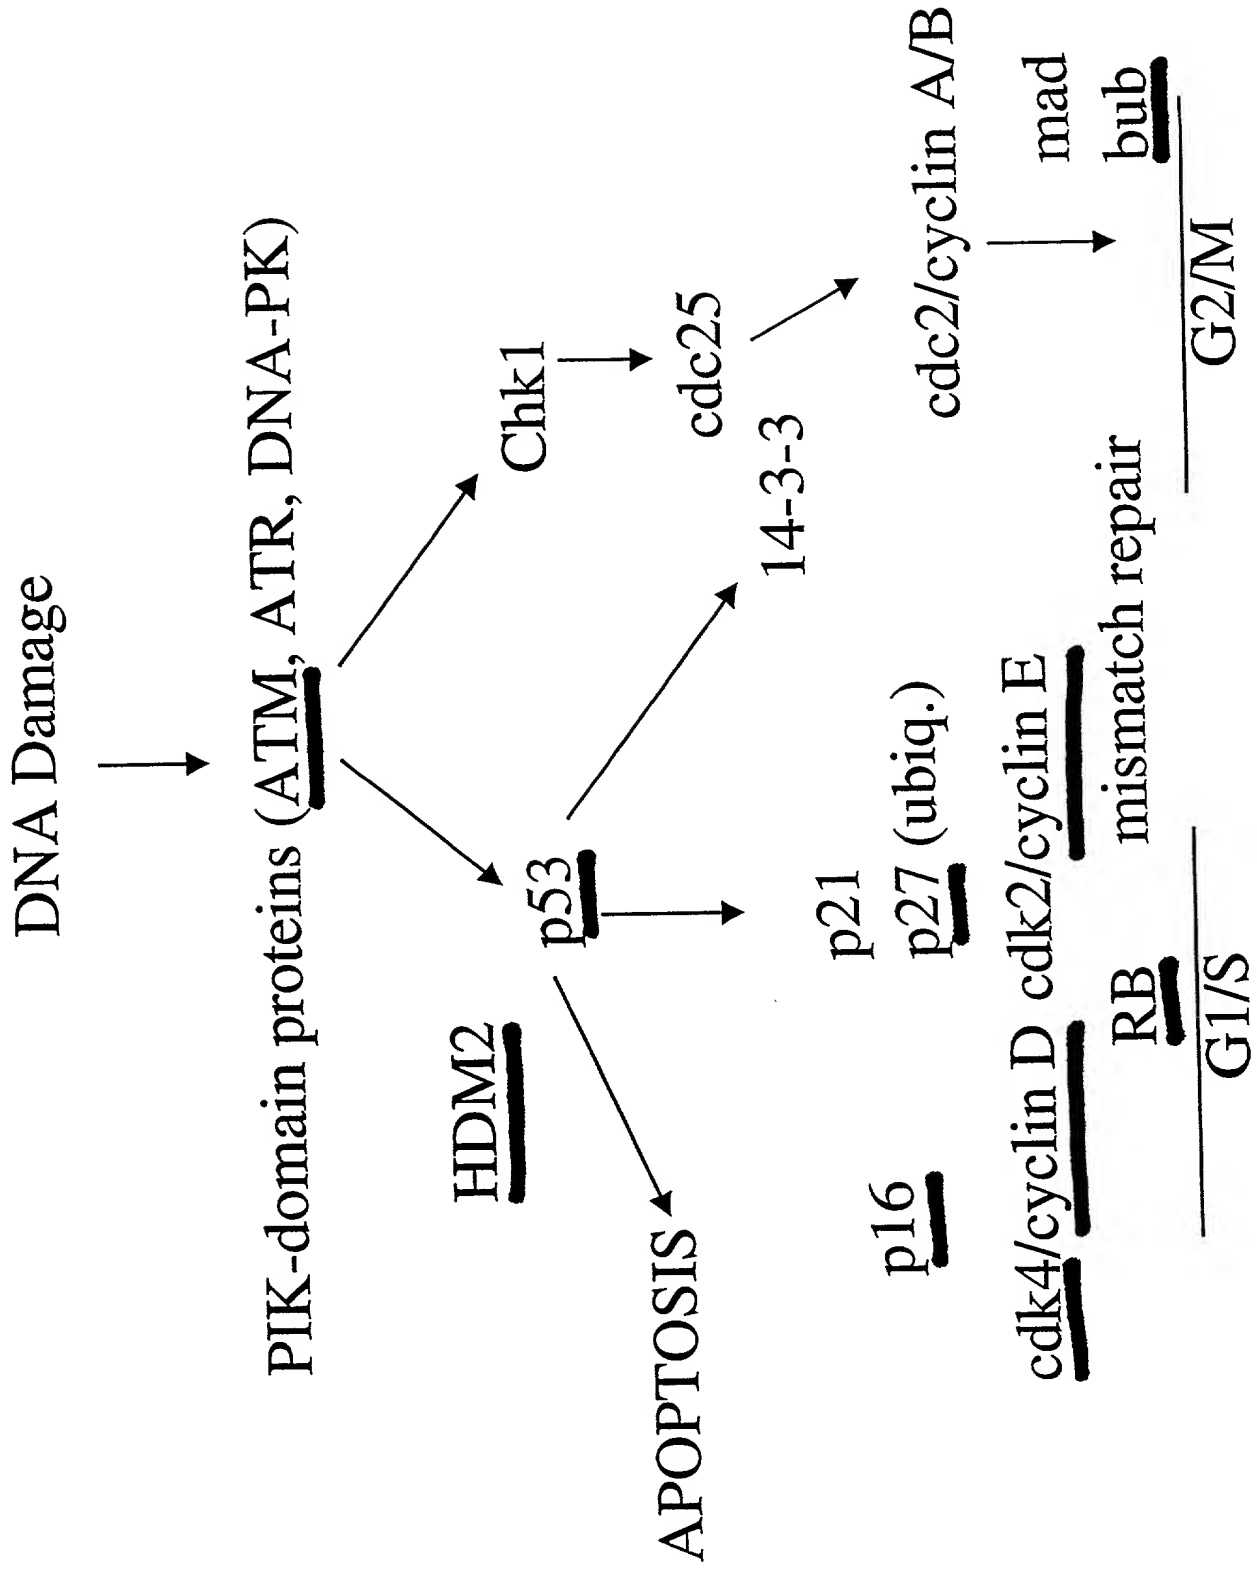 DNA Damage
PIK-domain proteins (ATM, ATR, DNA-PK)
HDM2
p53
Chk1
APOPTOSIS
cdc25
14-3-3
p16
p21
p27 (ubiq.)
cdc2/cyclin A/B
cdk4/cyclin D cdk2/cyclin E
mad
RB
mismatch repair
bub
G1/S
G2/M